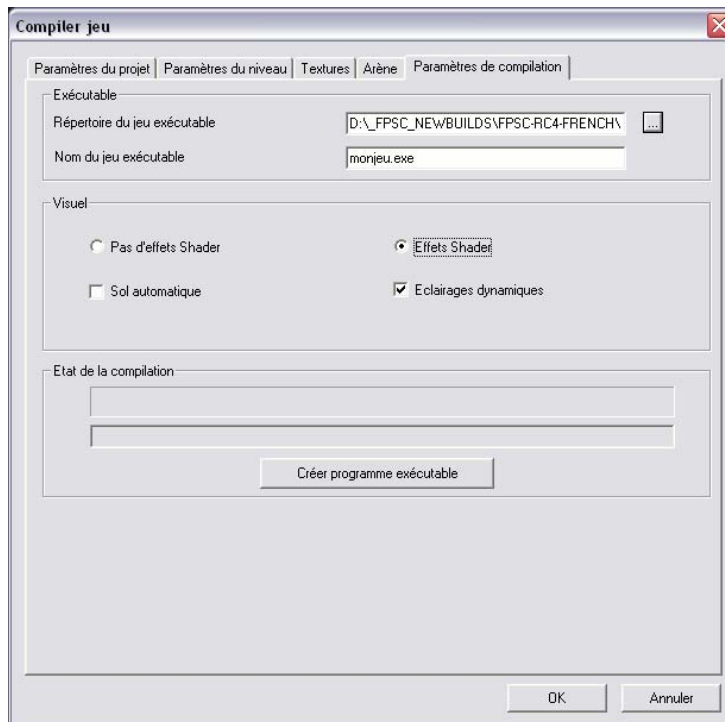 Compiler jeu
Paramètres du projet
Paramètres du niveau
Textures
Arène
Paramètres de compilation
Exécutable
Répertoire du jeu exécutable
D:\_FPSC_NEWBUILDS\FPSC-RC4-FRENCH\
...
Nom du jeu exécutable
monjeu.exe
Visuel
Pas d'effets Shader
Effets Shader
Sol automatique
Eclairages dynamiques
Etat de la compilation
Créer programme exécutable
OK
Annuler